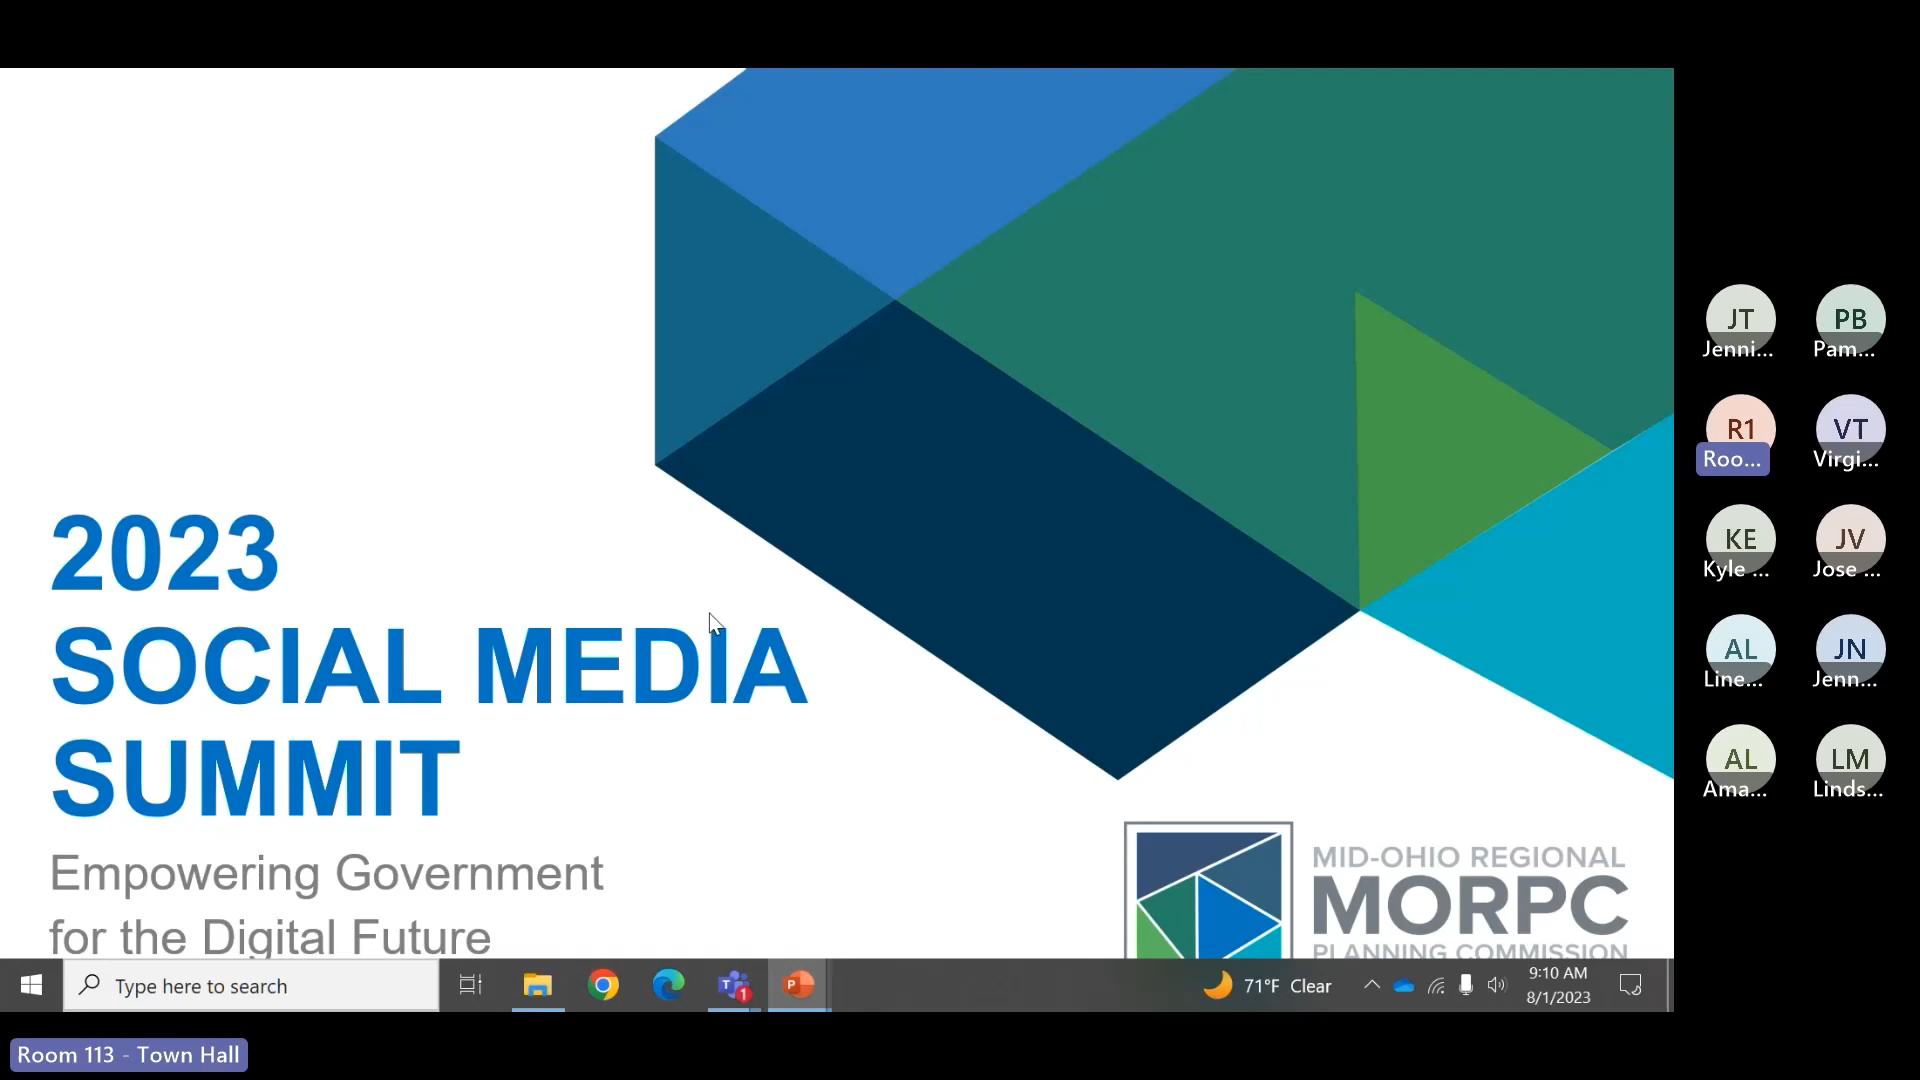 2023
SOCIAL MEDIA
SUMMIT
Empowering Government
for the Digital Future
MID-OHIO REGIONAL
MORPC
PLANNING COMMISSION
JT
Jenni...
PB
Pam...
R1
Roo...
VT
Virgi...
KE
Kyle ...
JV
Jose ...
AL
Line...
JN
Jenn...
AL
Ama...
LM
Linds...
Type here to search
T
1
P
71°F Clear
9:10 AM
8/1/2023
Room 113 - Town Hall